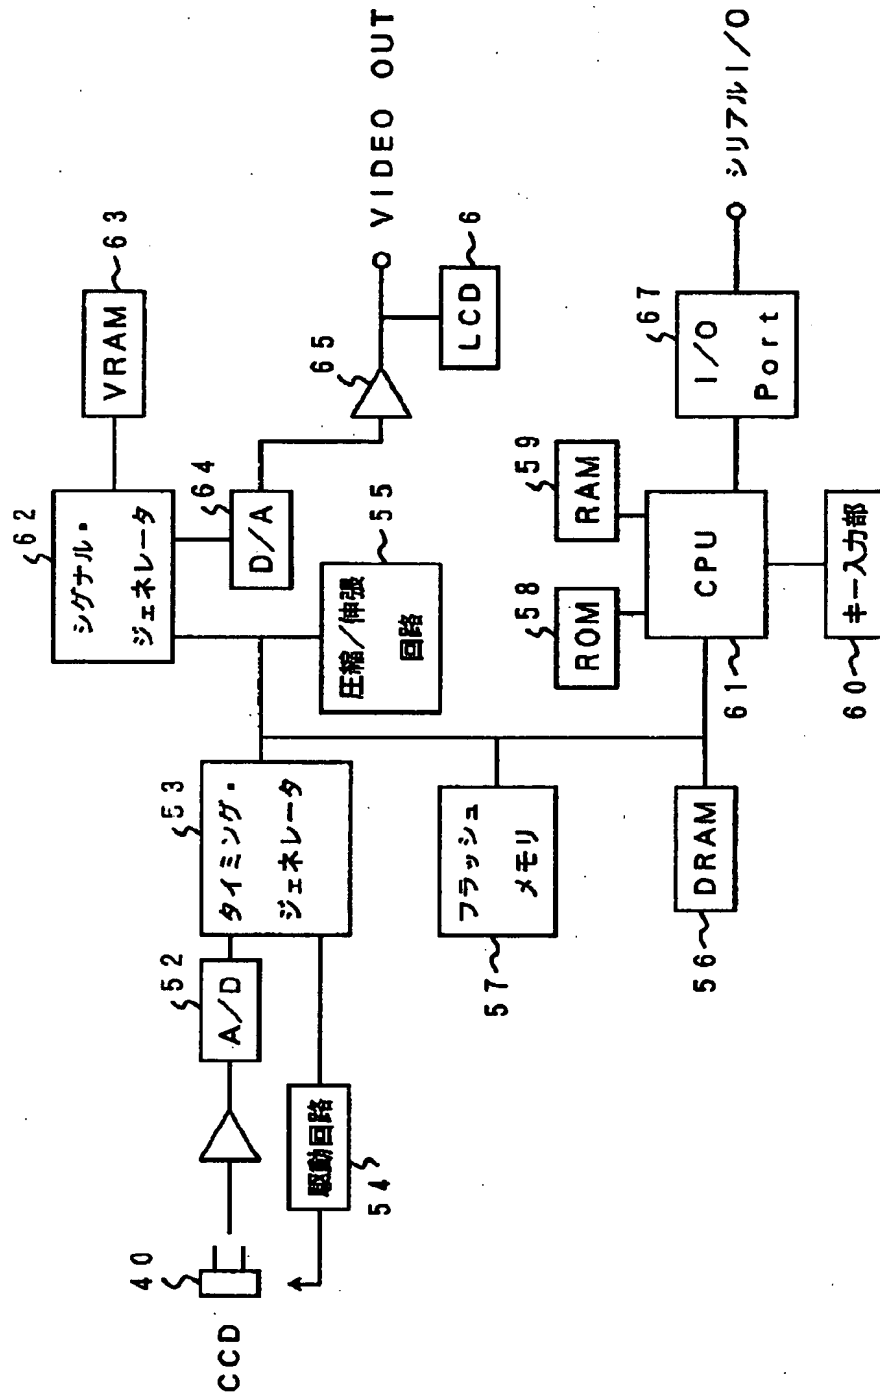 CCD
40
駆動回路
54
A/D
52
タイミング・
ジェネレータ
53
シグナル・
ジェネレータ
62
VRAM
63
D/A
64
65
VIDEO OUT
LCD
6
圧縮/伸張
回路
55
フラッシュ
メモリ
57
DRAM
56
ROM
58
RAM
59
CPU
61
キー入力部
60
I/O
Port
67
シリアルI/O